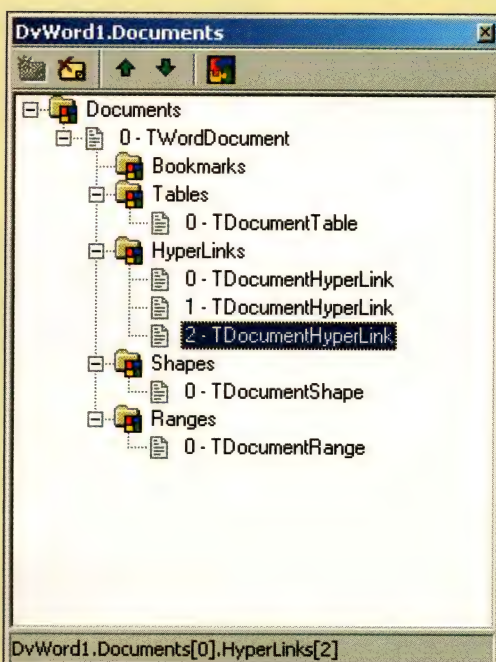 DvWord1.Documents
Documents
0 - TWordDocument
Bookmarks
Tables
0 - TDocumentTable
HyperLinks
0 - TDocumentHyperLink
1 - TDocumentHyperLink
2 - TDocumentHyperLink
Shapes
0 - TDocumentShape
Ranges
0 - TDocumentRange
DvWord1.Documents[0].HyperLinks[2]